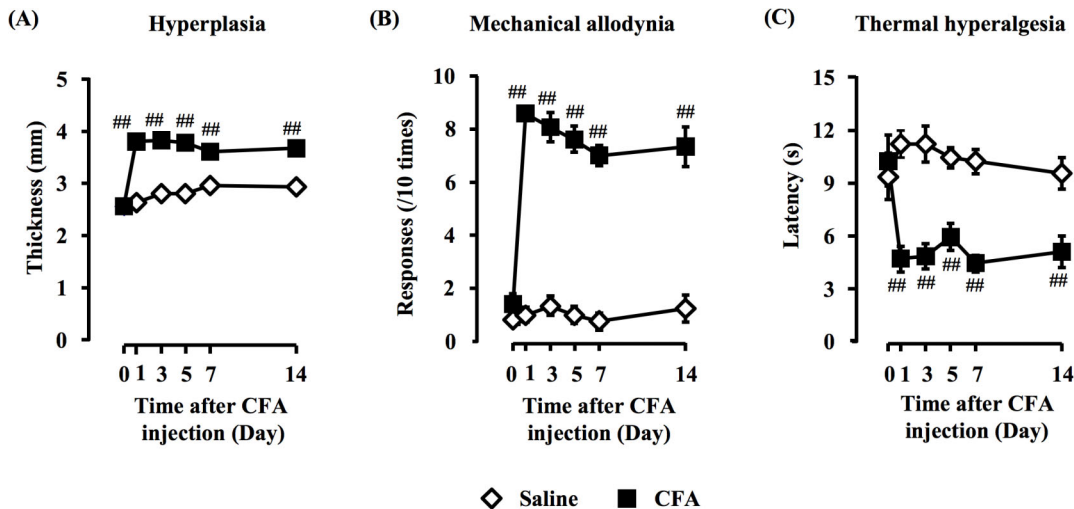 (A) Hyperplasia
Thickness (mm)
5
4
3
2
1
0
## ## ## ## ##
0 1 3 5 7 14
Time after CFA
injection (Day)
(B) Mechanical allodynia
Responses (/10 times)
10
8
6
4
2
0
## ## ## ## ##
0 1 3 5 7 14
Time after CFA
injection (Day)
(C) Thermal hyperalgesia
Latency (s)
15
12
9
6
3
0
## ## ## ## ##
0 1 3 5 7 14
Time after CFA
injection (Day)
Saline CFA